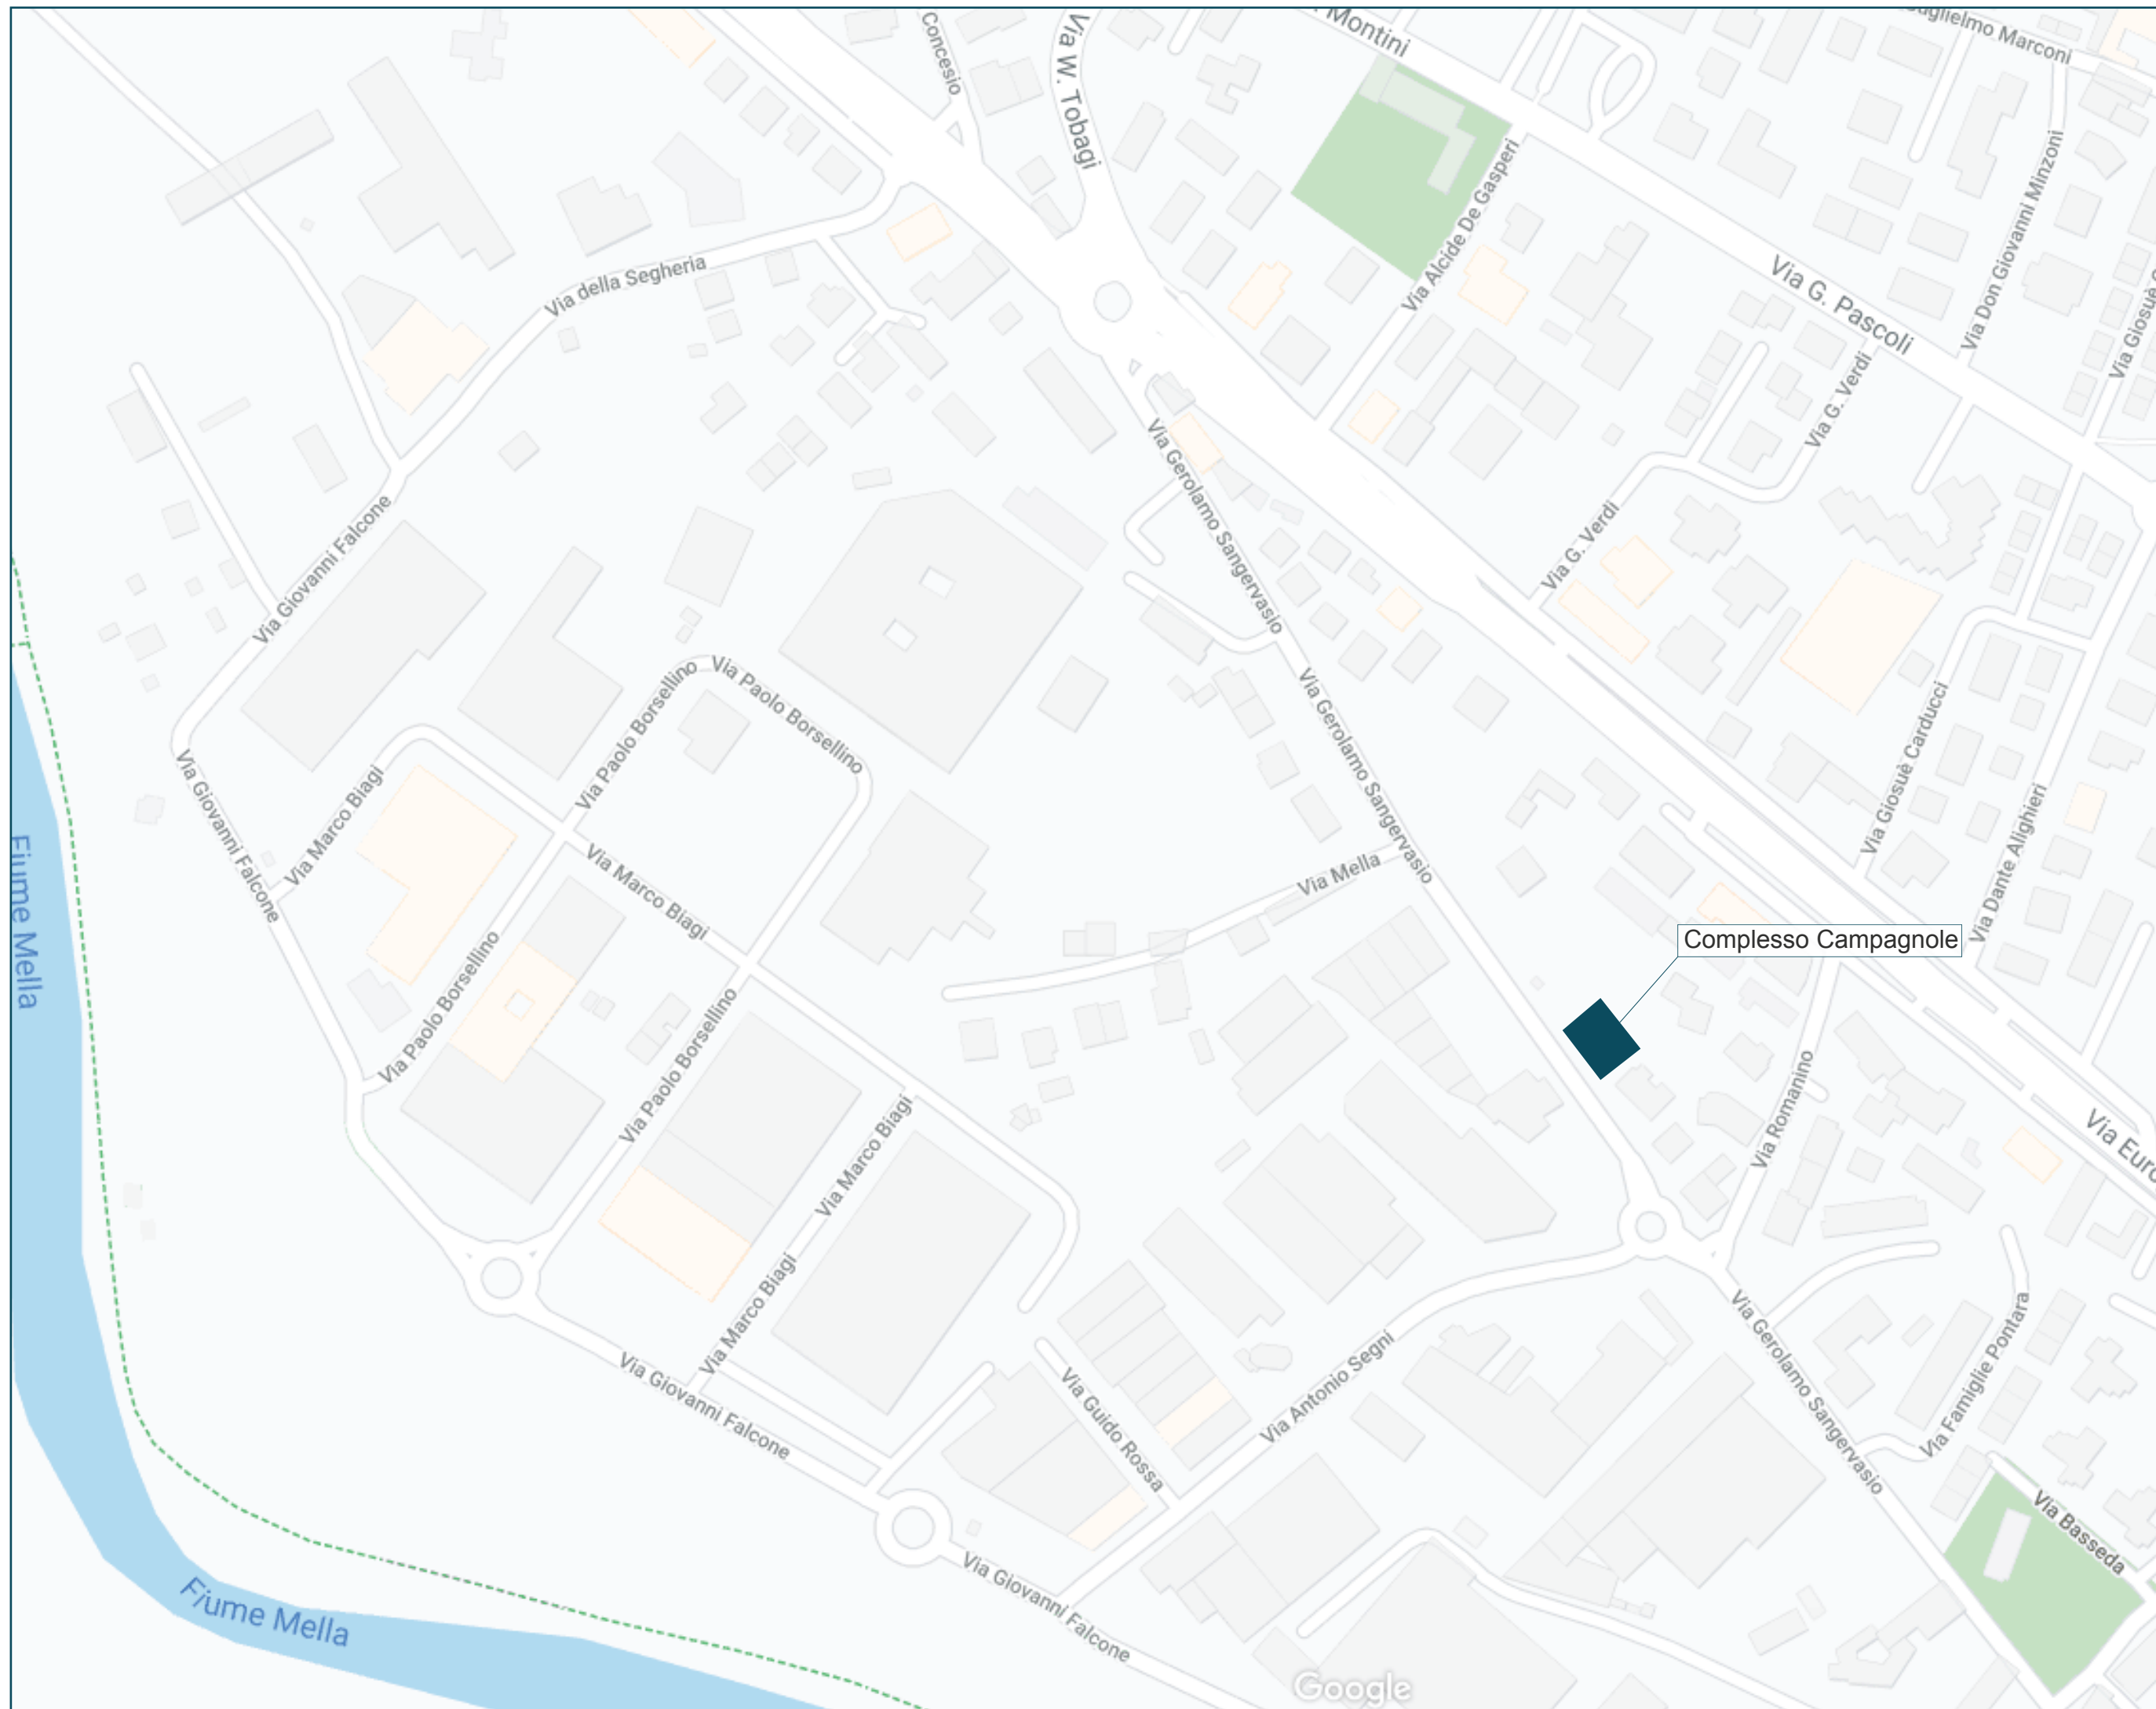 Montini
Guglielmo Marconi
Concesio
Via W. Tobagi
Via Alcide De Gasperi
Via Don Giovanni Minzoni
Via G. Pascoli
Via della Segheria
Via Giosuè
Via G. Verdi
Via Gerolamo Sangervasio
Via G. Verdi
Via Giovanni Falcone
Via Paolo Borsellino
Via Paolo Borsellino
Via Gerolamo Sangervasio
Via Giosuè Carducci
Via Giovanni Falcone
Via Marco Biagi
Via Dante Alighieri
Fiume Mella
Via Marco Biagi
Via Mella
Complesso Campagnole
Via Paolo Borsellino
Via Paolo Borsellino
Via Romanino
Via Marco Biagi
Via Euro
Via Marco Biagi
Via Giovanni Falcone
Via Guido Rossa
Via Antonio Segni
Via Gerolamo Sangervasio
Via Famiglie Pontara
Via Basseda
Via Giovanni Falcone
Fiume Mella
Google